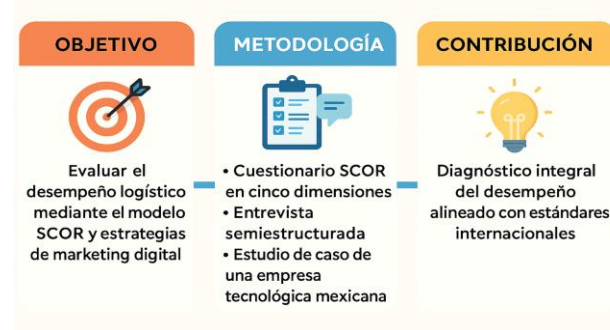 OBJETIVO
Evaluar el
desempeño logístico
mediante el modelo
SCOR y estrategias
de marketing digital
METODOLOGÍA
• Cuestionario SCOR
en cinco dimensiones
• Entrevista
semiestructurada
• Estudio de caso de
una empresa
tecnológica mexicana
CONTRIBUCIÓN
Diagnóstico integral
del desempeño
alineado con estándares
internacionales